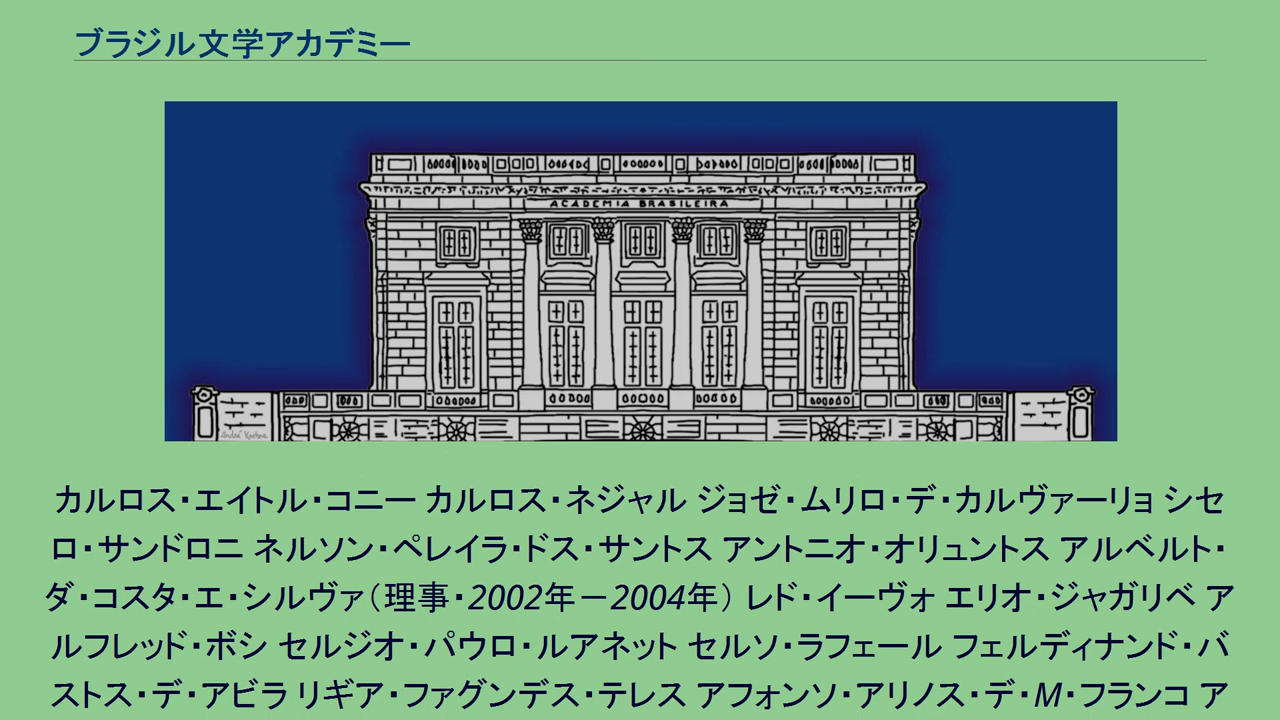 ブラジル文学アカデミー
ACADEMIA BRASILEIRA
カルロス・エイトル・コニー カルロス・ネジャル ジョゼ・ムリロ・デ・カルヴァーリョ シセ
ロ・サンドロニ ネルソン・ペレイラ・ドス・サントス アントニオ・オリュントス アルベルト・
ダ・コスタ・エ・シルヴァ（理事・2002年－2004年） レド・イーヴォ エリオ・ジャガリベ ア
ルフレッド・ボシ セルジオ・パウロ・ルアネット セルソ・ラフェール フェルディナンド・バ
ストス・デ・アビラ リギア・ファグンデス・テレス アフォンソ・アリノス・デ・M・フランコ ア